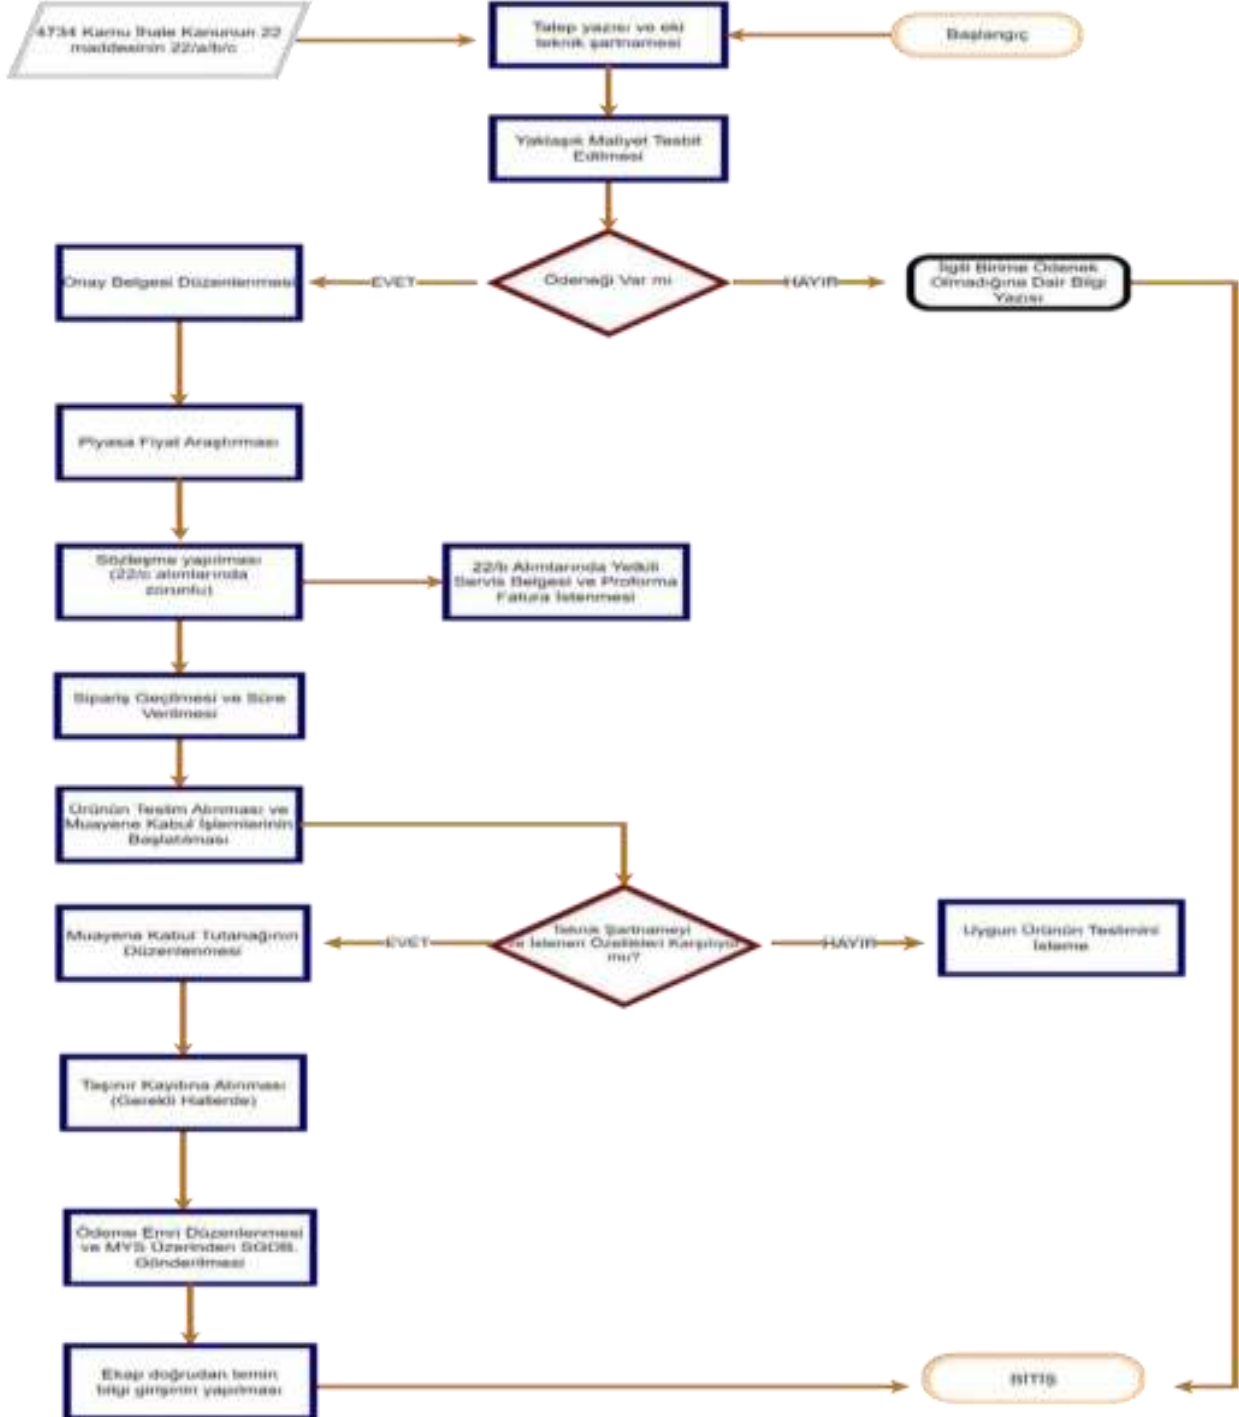 4734 Kamu İhale Kanunun 22
maddesinin 22/a/b/c
Talep yazısı ve eki
teknik şartnamesi
Başlangıç
Yaklaşık Maliyet Tesbit
Edilmesi
Onay Belgesi Düzenlenmesi
EVET
Ödeneği Var mı
HAYIR
İlgili Birime Ödenek
Olmadığına Dair Bilgi
Yazısı
Piyasa Fiyat Araştırması
Sözleşme yapılması
(22/c alımlarında
zorunlu)
22/b Alımlarında Yetkili
Servis Belgesi ve Proforma
Fatura İstenmesi
Sipariş Geçilmesi ve Süre
Verilmesi
Ürünün Teslim Alınması ve
Muayene Kabul İşlemlerinin
Başlatılması
Muayene Kabul Tutanağının
Düzenlenmesi
EVET
Teknik Şartnameyi
ve İstenen Özellikleri Karşılıyor
mu?
HAYIR
Uygun Ürünün Teslimini
İsteme
Taşınır Kayıtına Alınması
(Gerekli Hallerde)
Ödeme Emri Düzenlenmesi
ve MYS Üzerinden SGDB.
Gönderilmesi
Ekap doğrudan temin
bilgi girişinin yapılması
BİTİŞ